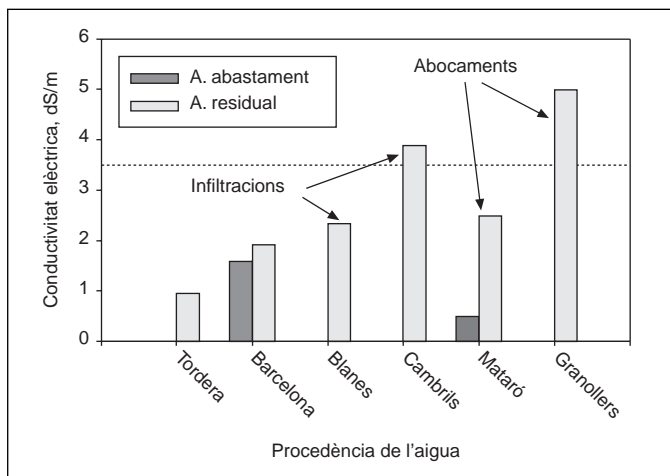 Conductivitat elèctrica, dS/m
6
5
4
3
2
1
0
A. abastament
A. residual
Abocaments
Infiltracions
Tordera
Barcelona
Blanes
Cambrils
Mataró
Granollers
Procedència de l'aigua